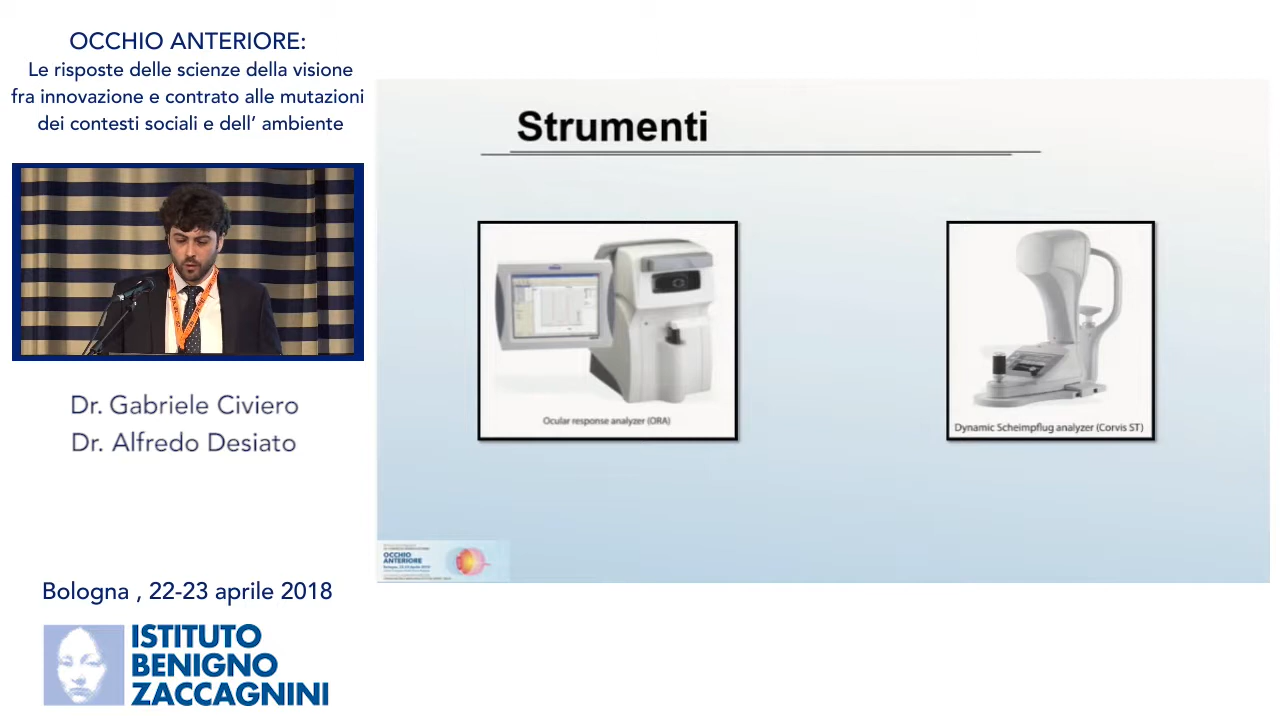 OCCHIO ANTERIORE:
Le risposte delle scienze della visione
fra innovazione e contrato alle mutazioni
dei contesti sociali e dell’ ambiente
Dr. Gabriele Civiero
Dr. Alfredo Desiato
Bologna , 22-23 aprile 2018
ISTITUTO
BENIGNO
ZACCAGNINI
Strumenti
Ocular response analyzer (ORA)
Dynamic Scheimpflug analyzer (Corvis ST)
OCCHIO
ANTERIORE